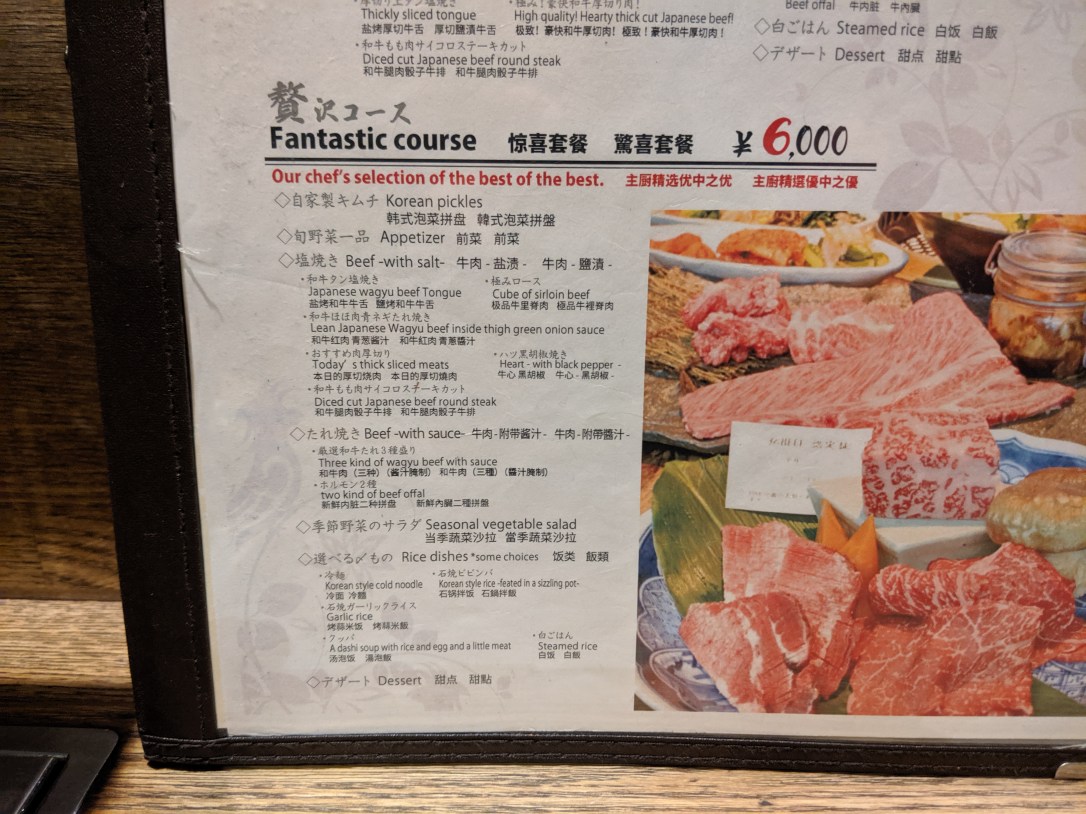 厚切り上タン塩焼き ・極み！豪快和牛厚切り肉！
Thickly sliced tongue High quality! Hearty thick cut Japanese beef!
盐烤厚切牛舌 厚切鹽漬牛舌 极致！豪快和牛厚切肉！極致！豪快和牛厚切肉！
・和牛もも肉サイコロステーキカット
Diced cut Japanese beef round steak
和牛腿肉骰子牛排 和牛腿肉骰子牛排
Beef offal 牛内脏 牛內臟
◇白ごはん Steamed rice 白饭 白飯
◇デザート Dessert 甜点 甜點
贅沢コース
Fantastic course 惊喜套餐 驚喜套餐 ¥6,000
Our chef's selection of the best of the best. 主厨精选优中之优 主廚精選優中之優
◇自家製キムチ Korean pickles
韩式泡菜拼盘 韓式泡菜拼盤
◇旬野菜一品 Appetizer 前菜 前菜
◇塩焼き Beef -with salt- 牛肉 - 盐渍 - 牛肉 - 鹽漬 -
・和牛タン塩焼き ・極みロース
Japanese wagyu beef Tongue Cube of sirloin beef
盐烤和牛牛舌 鹽烤和牛牛舌 极品牛里脊肉 極品牛裡脊肉
・和牛ほほ肉青ネギたれ焼き
Lean Japanese Wagyu beef inside thigh green onion sauce
和牛红肉 青葱酱汁 和牛紅肉 青蔥醬汁
・おすすめ肉厚切り ・ハツ黒胡椒焼き
Today' s thick sliced meats Heart - with black pepper -
本日的厚切烧肉 本日的厚切燒肉 牛心 黑胡椒 牛心 - 黑胡椒 -
・和牛もも肉サイコロステーキカット
Diced cut Japanese beef round steak
和牛腿肉骰子牛排 和牛腿肉骰子牛排
◇たれ焼き Beef -with sauce- 牛肉 -附带酱汁- 牛肉 -附帶醬汁-
・厳選和牛たれ３種盛り
Three kind of wagyu beef with sauce
和牛肉（三种）（酱汁腌制） 和牛肉（三種）（醬汁腌制）
・ホルモン２種
two kind of beef offal
新鲜内脏二种拼盘 新鮮內臟二種拼盤
◇季節野菜のサラダ Seasonal vegetable salad
当季蔬菜沙拉 當季蔬菜沙拉
◇選べる〆もの Rice dishes *some choices 饭类 飯類
・冷麺 ・石焼ビビンバ
Korean style cold noodle Korean style rice -feated in a sizzling pot-
冷面 冷麵 石锅拌饭 石鍋拌飯
・石焼ガーリックライス
Garlic rice
烤蒜米饭 烤蒜米飯
・クッパ ・白ごはん
A dashi soup with rice and egg and a little meat Steamed rice
汤泡饭 湯泡飯 白饭 白飯
◇デザート Dessert 甜点 甜點